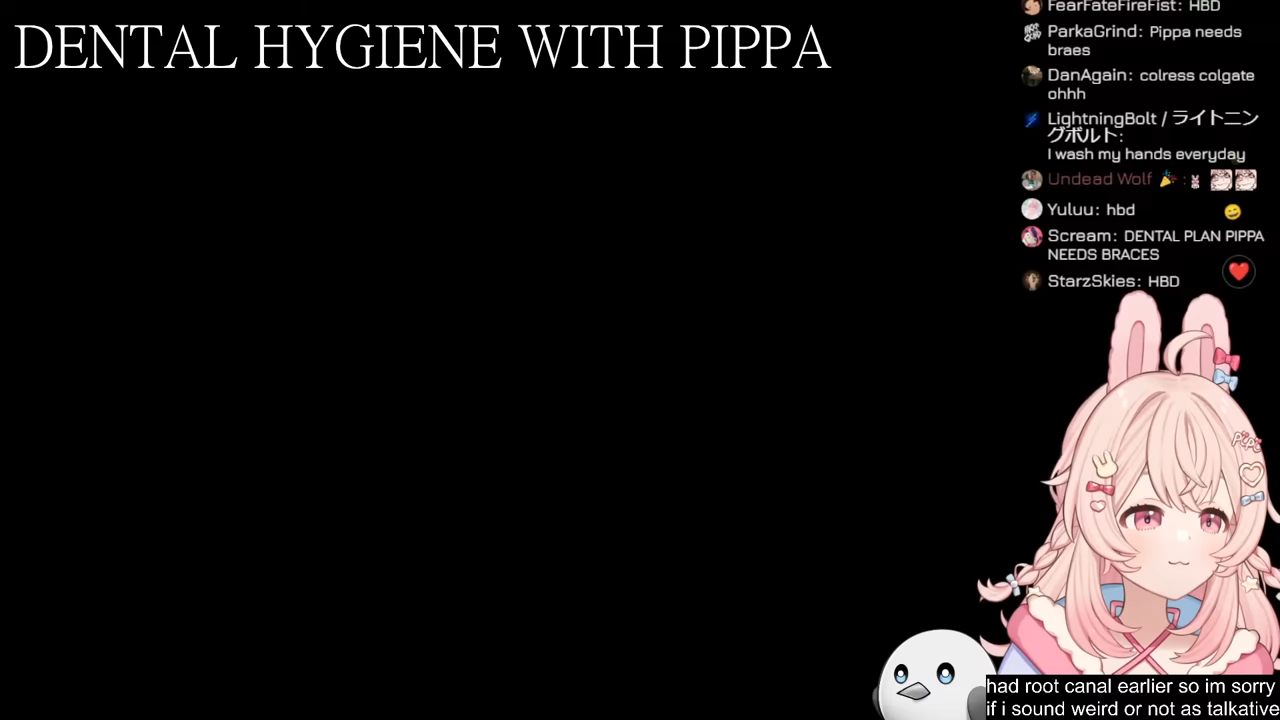 DENTAL HYGIENE WITH PIPPA
FearFateFireFist: HBD
ParkaGrind: Pippa needs
braes
DanAgain: colress colgate
ohhh
LightningBolt / ライトニン
グボルト:
I wash my hands everyday
Undead Wolf :
Yuluu: hbd
Scream: DENTAL PLAN PIPPA
NEEDS BRACES
StarzSkies: HBD
PiPi
had root canal earlier so im sorry
if i sound weird or not as talkative